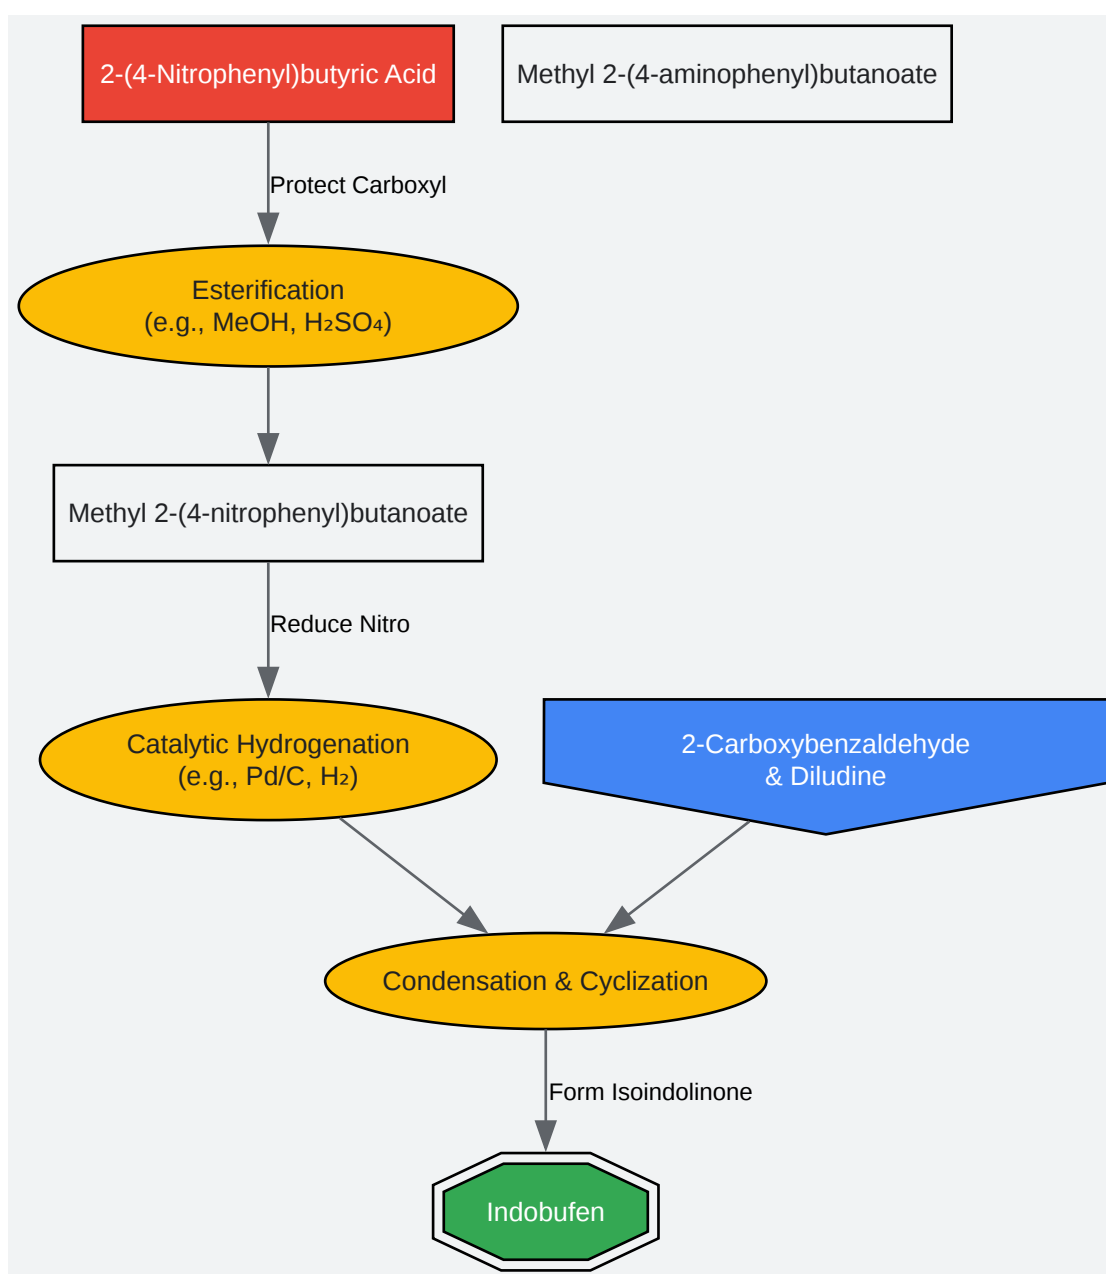 2-(4-Nitrophenyl)butyric Acid
Methyl 2-(4-aminophenyl)butanoate
Protect Carboxyl
Esterification
(e.g., MeOH, H₂SO₄)
Methyl 2-(4-nitrophenyl)butanoate
Reduce Nitro
Catalytic Hydrogenation
(e.g., Pd/C, H₂)
2-Carboxybenzaldehyde
& Diludine
Condensation & Cyclization
Form Isoindolinone
Indobufen